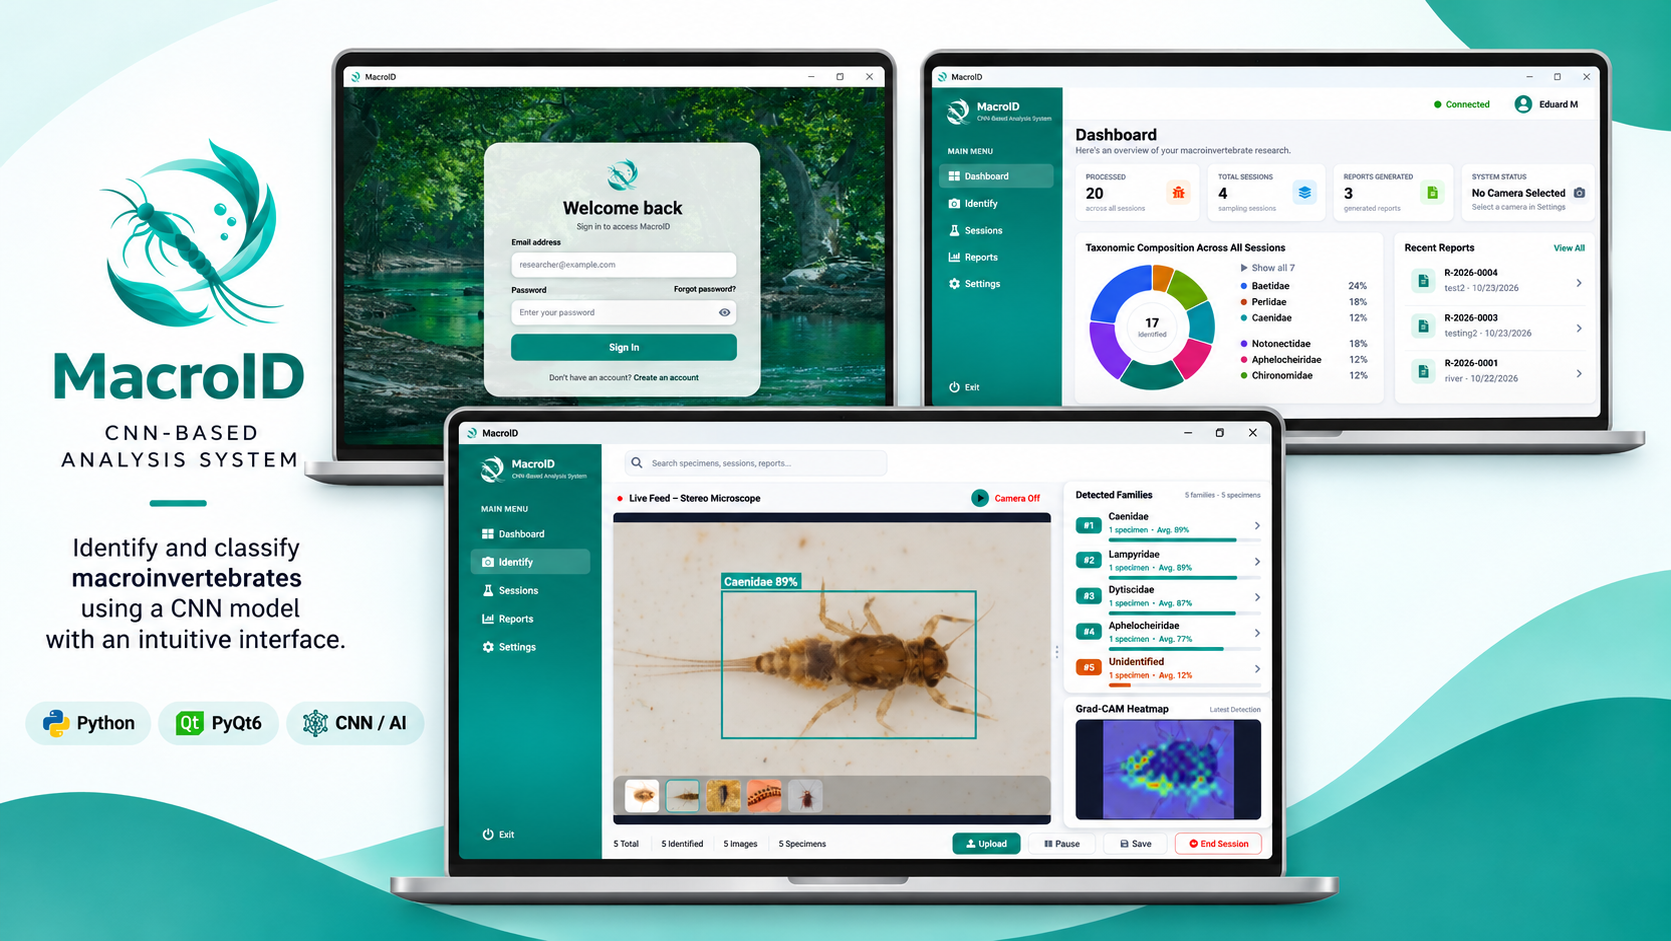 MacroID
CNN-BASED
ANALYSIS SYSTEM
Identify and classify
macroinvertebrates
using a CNN model
with an intuitive interface.
Python
Qt PyQt6
CNN / AI
MacroID
Welcome back
Sign in to access MacroID
Email address
researcher@example.com
Password Forgot password?
Enter your password
Sign In
Don't have an account? Create an account
MacroID
MacroID
CNN-Based Analysis System
MAIN MENU
Dashboard
Identify
Sessions
Reports
Settings
Exit
Connected Eduard M
Dashboard
Here's an overview of your macroinvertebrate research.
PROCESSED
20
across all sessions
TOTAL SESSIONS
4
sampling sessions
REPORTS GENERATED
3
generated reports
SYSTEM STATUS
No Camera Selected
Select a camera in Settings
Taxonomic Composition Across All Sessions
17
Identified
Show all 7
Baetidae 24%
Perlidae 18%
Caenidae 12%
Notonectidae 18%
Aphelocheiridae 12%
Chironomidae 12%
Recent Reports View All
R-2026-0004
test2 - 10/23/2026
R-2026-0003
testing2 - 10/23/2026
R-2026-0001
river - 10/22/2026
MacroID
MacroID
CNN-Based Analysis System
MAIN MENU
Dashboard
Identify
Sessions
Reports
Settings
Exit
Search specimens, sessions, reports...
Live Feed – Stereo Microscope
Camera Off
Caenidae 89%
5 Total 5 Identified 5 Images 5 Specimens
Upload Pause Save End Session
Detected Families 5 families - 5 specimens
#1 Caenidae
1 specimen • Avg. 89%
#2 Lampyridae
1 specimen • Avg. 89%
#3 Dytiscidae
1 specimen • Avg. 87%
#4 Aphelocheiridae
1 specimen • Avg. 77%
#5 Unidentified
1 specimen • Avg. 12%
Grad-CAM Heatmap Latest Detection